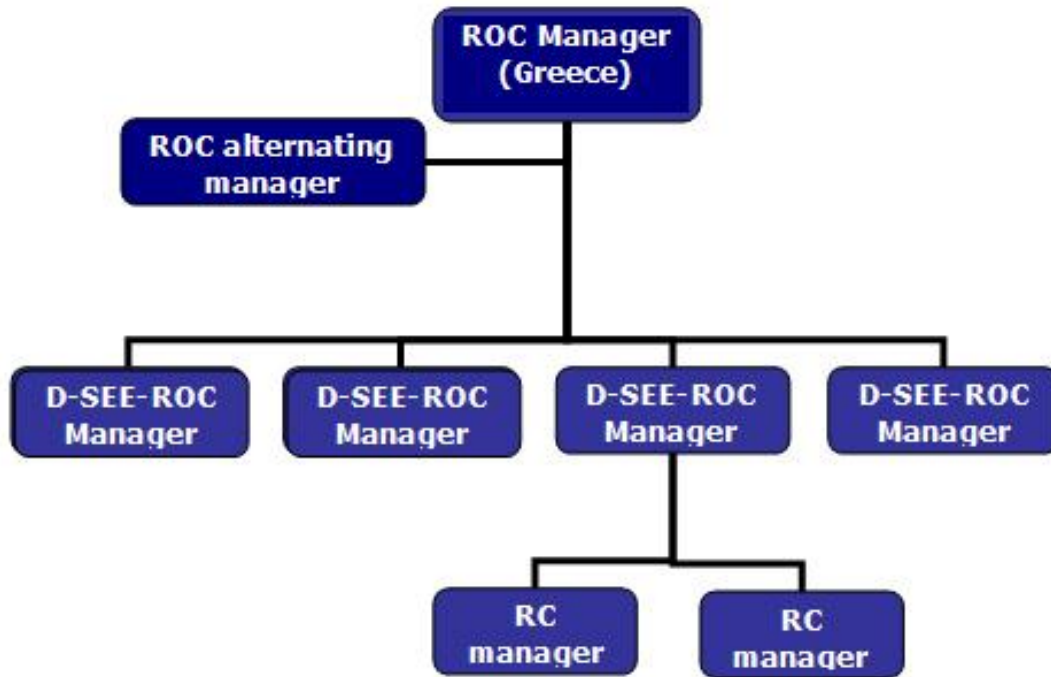 ROC Manager
(Greece)
ROC alternating
manager
D-SEE-ROC
Manager
D-SEE-ROC
Manager
D-SEE-ROC
Manager
D-SEE-ROC
Manager
RC
manager
RC
manager